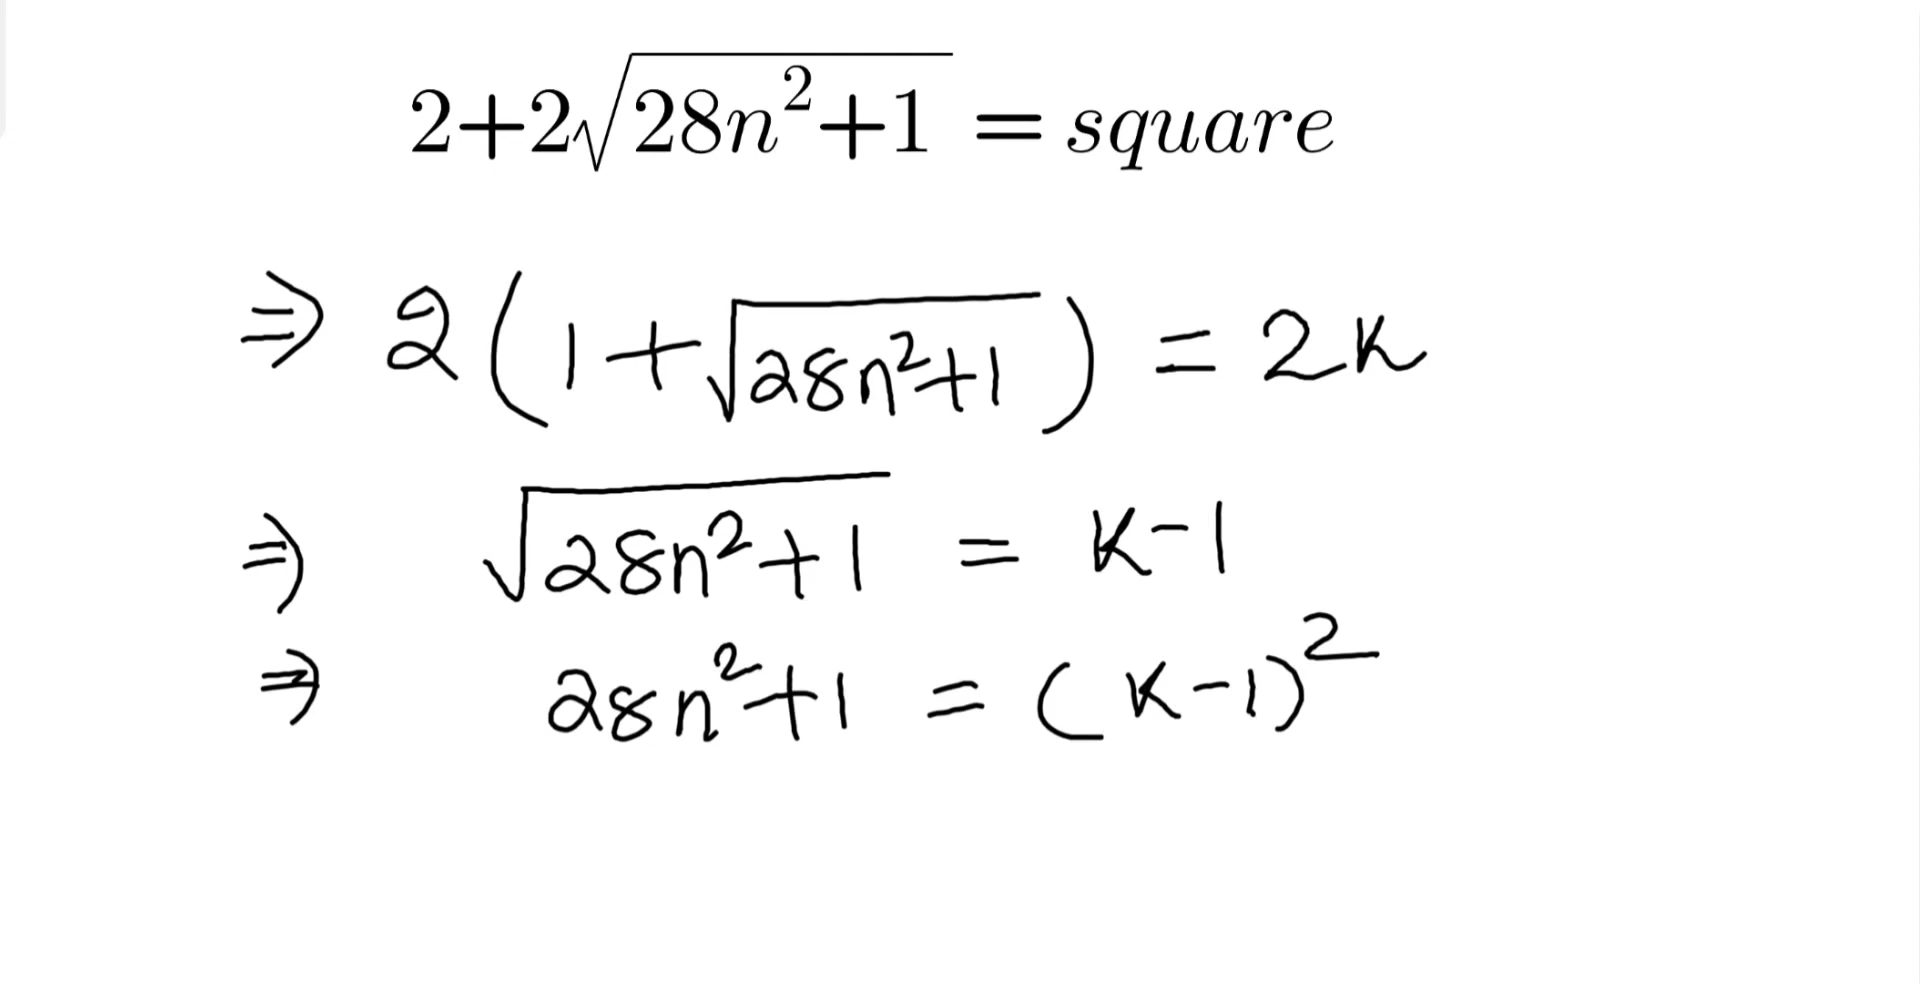 2+2√(28n²+1) = square
⇒ 2(1+√(28n²+1)) = 2k
⇒ √(28n²+1) = k-1
⇒ 28n²+1 = (k-1)²